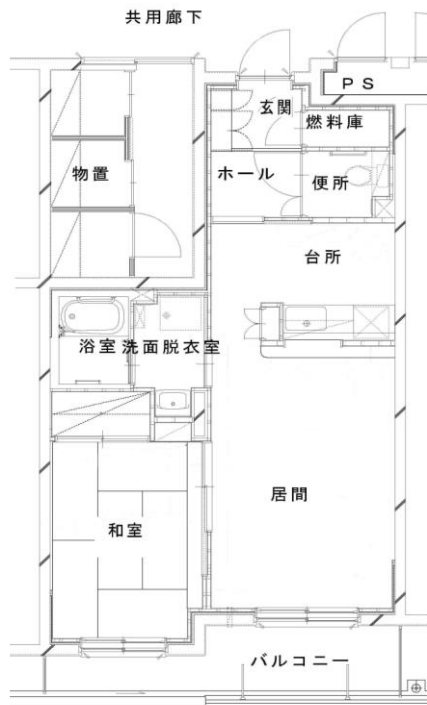 共用廊下
PS
玄関
燃料庫
物置
ホール
便所
台所
浴室
洗面脱衣室
居間
和室
バルコニー